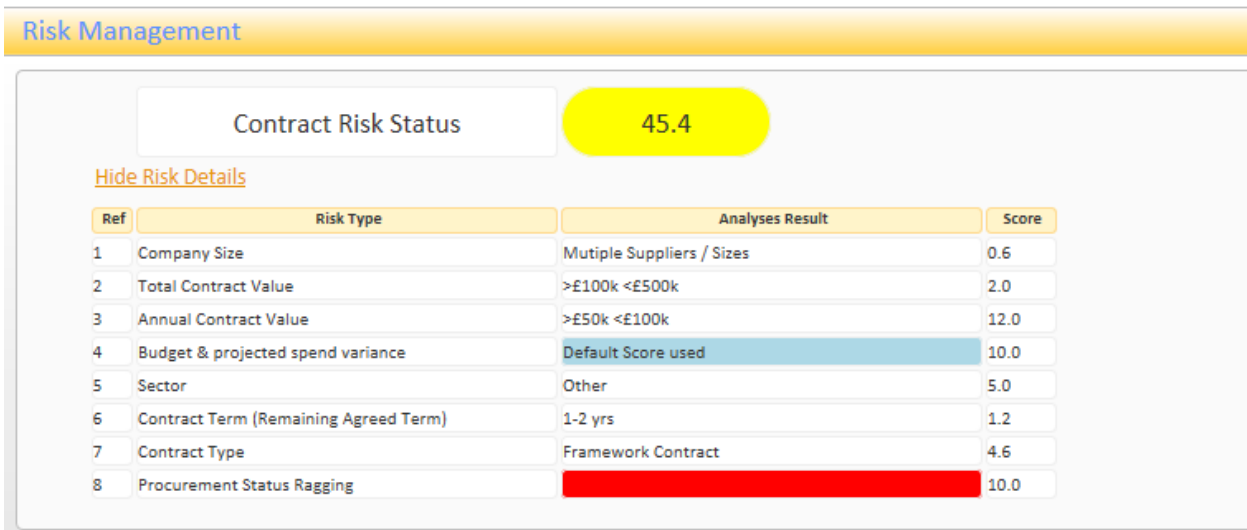 Risk Management
Contract Risk Status 45.4
Hide Risk Details
Ref Risk Type Analyses Result Score
1 Company Size Mutiple Suppliers / Sizes 0.6
2 Total Contract Value >£100k <£500k 2.0
3 Annual Contract Value >£50k <£100k 12.0
4 Budget & projected spend variance Default Score used 10.0
5 Sector Other 5.0
6 Contract Term (Remaining Agreed Term) 1-2 yrs 1.2
7 Contract Type Framework Contract 4.6
8 Procurement Status Ragging 10.0